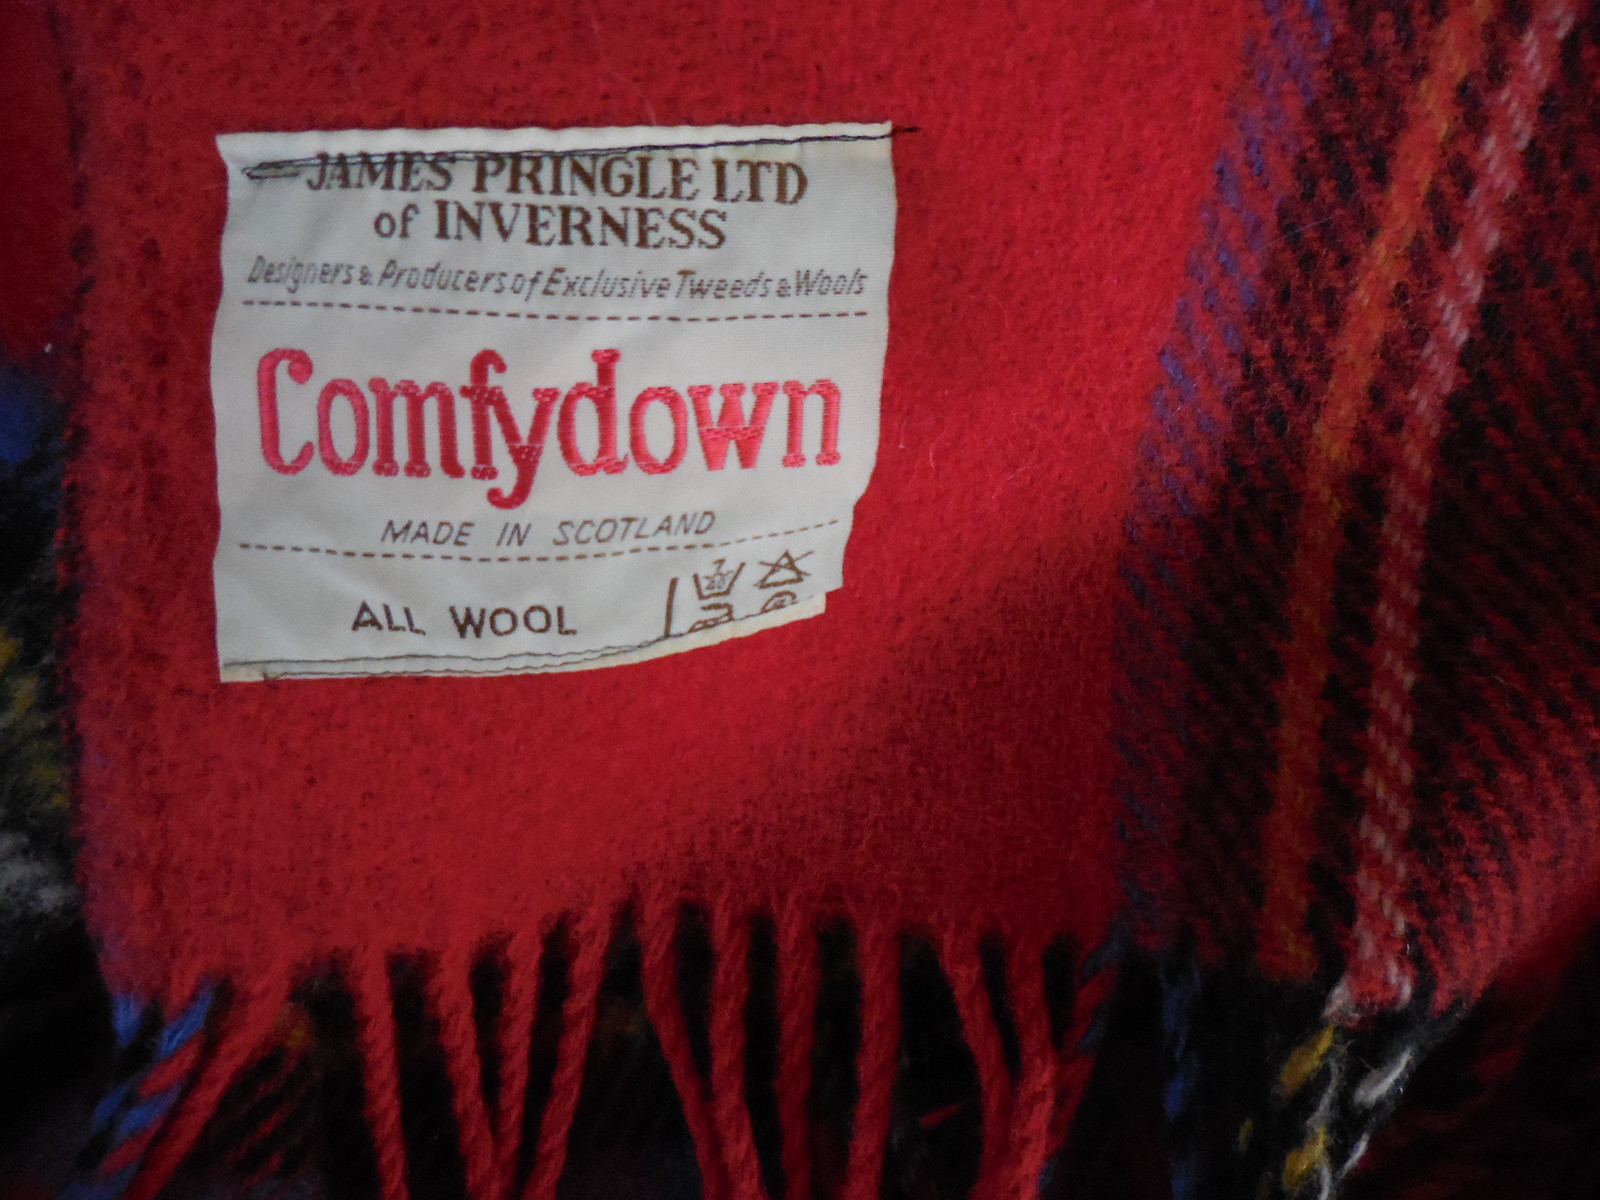 JAMES PRINGLE LTD
of INVERNESS
Designers & Producers of Exclusive Tweeds & Wools
Comfydown
MADE IN SCOTLAND
ALL WOOL